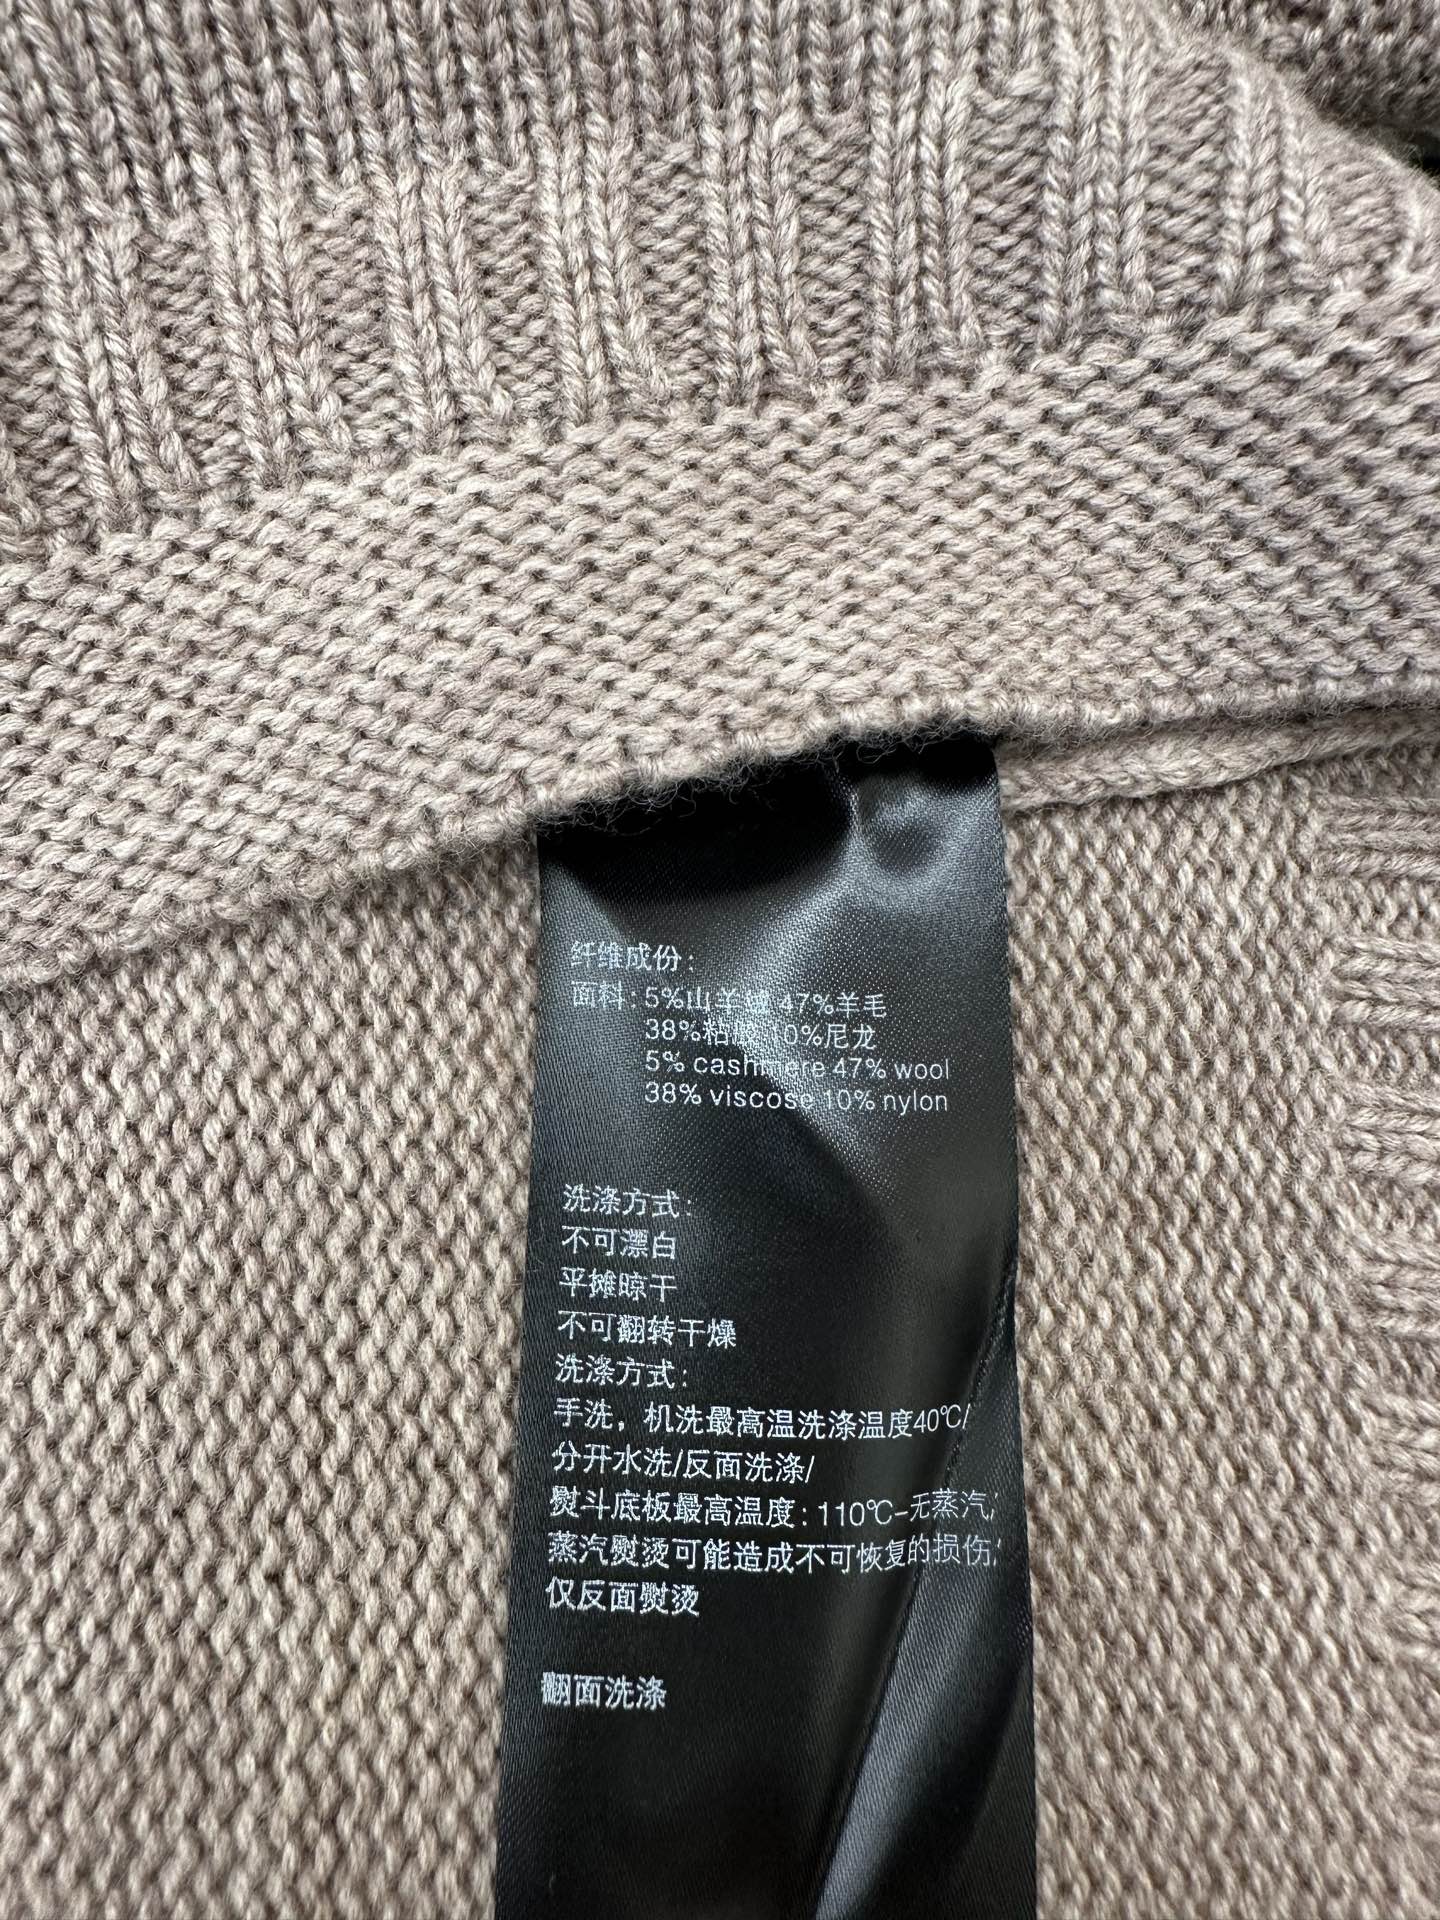 纤维成份:
面料:5%山羊绒 47%羊毛
38%粘胶 10%尼龙
5% cashmere 47% wool
38% viscose 10% nylon
洗涤方式:
不可漂白
平摊晾干
不可翻转干燥
洗涤方式:
手洗，机洗最高温洗涤温度40℃/
分开水洗/反面洗涤/
熨斗底板最高温度:110℃-无蒸汽,
蒸汽熨烫可能造成不可恢复的损伤;
仅反面熨烫
翻面洗涤